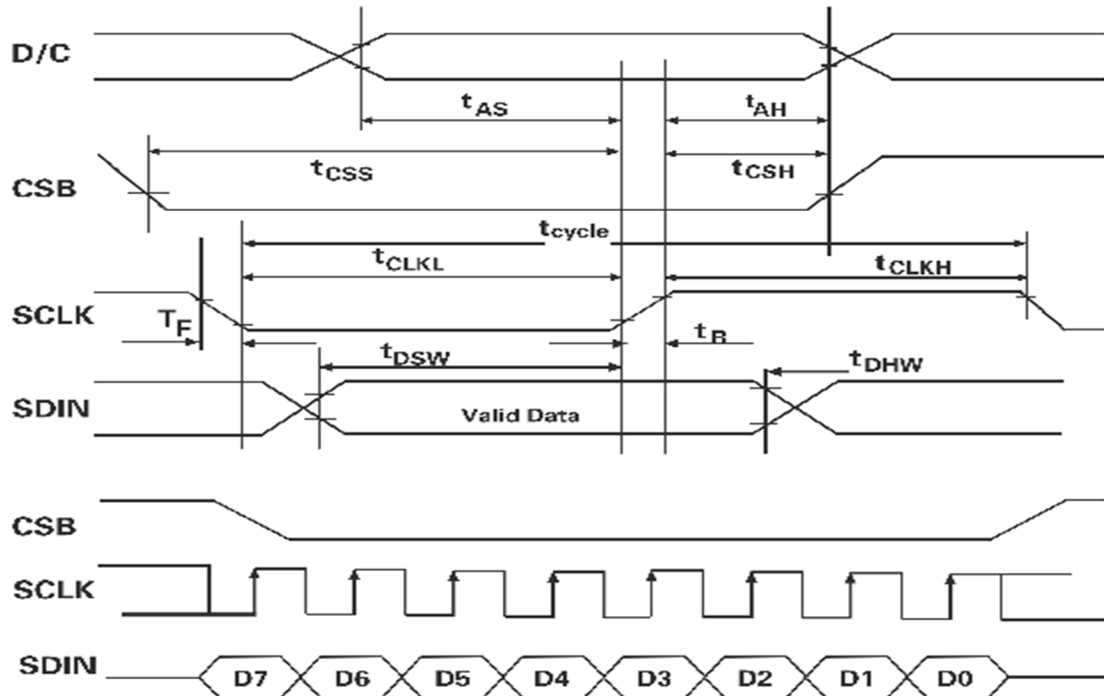 D/C
tAS
tAH
tCSS
tCSH
CSB
tcycle
tCLKL
tCLKH
SCLK
TF
tR
tDSW
tDHW
SDIN
Valid Data
CSB
SCLK
SDIN
D7 D6 D5 D4 D3 D2 D1 D0